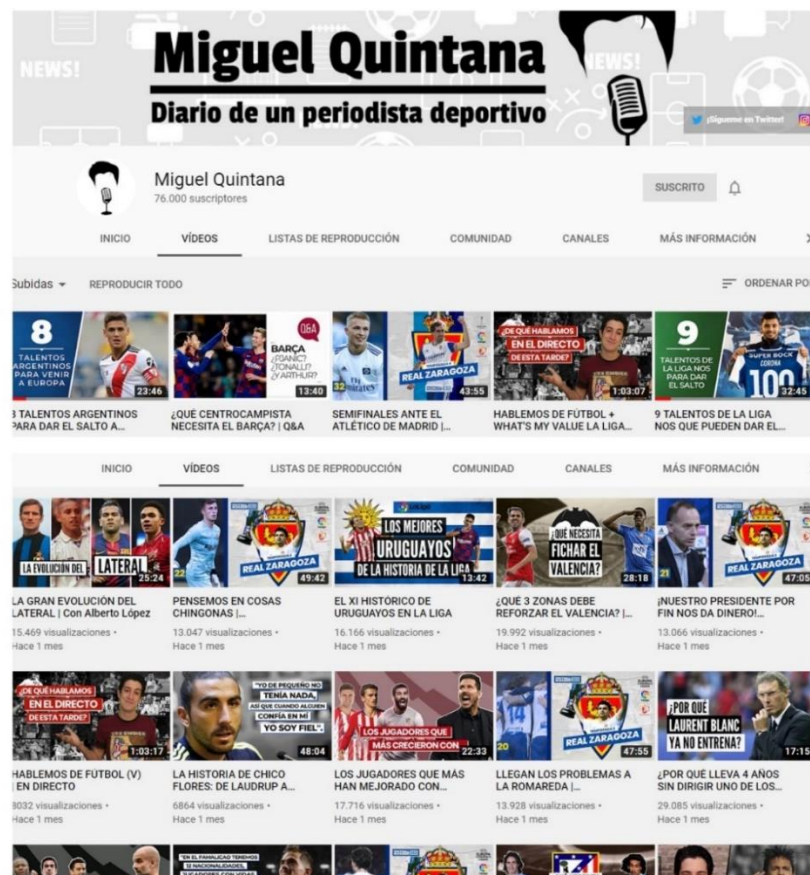 NEWS!
NEWS!
Miguel Quintana
Diario de un periodista deportivo
¡Sígueme en Twitter!
Miguel Quintana
76.000 suscriptores
SUSCRITO
INICIO VÍDEOS LISTAS DE REPRODUCCIÓN COMUNIDAD CANALES MÁS INFORMACIÓN
Subidas REPRODUCIR TODO ORDENAR POR
8
TALENTOS
ARGENTINOS
PARA VENIR
A EUROPA
23:46
Q&A
BARÇA
¿PJANIC?
¿TONALI?
¿Y ARTHUR?
13:40
32
REAL ZARAGOZA
43:55
¿DE QUÉ HABLAMOS
EN EL DIRECTO
DE ESTA TARDE?
1:03:07
9
TALENTOS DE
LA LIGA NOS
PARA DAR
EL SALTO
SUPER BOCK
CORONA
100
32:45
8 TALENTOS ARGENTINOS
PARA DAR EL SALTO A...
¿QUÉ CENTROCAMPISTA
NECESITA EL BARÇA? | Q&A
SEMIFINALES ANTE EL
ATLÉTICO DE MADRID |...
HABLEMOS DE FÚTBOL +
WHAT'S MY VALUE LA LIGA...
9 TALENTOS DE LA LIGA
NOS QUE PUEDEN DAR EL...
INICIO VÍDEOS LISTAS DE REPRODUCCIÓN COMUNIDAD CANALES MÁS INFORMACIÓN
LA EVOLUCIÓN DEL LATERAL
25:24
22
REAL ZARAGOZA
49:42
LOS MEJORES
URUGUAYOS
DE LA HISTORIA DE LA LIGA
13:42
¿QUÉ NECESITA
FICHAR EL
VALENCIA?
28:18
21
REAL ZARAGOZA
47:05
LA GRAN EVOLUCIÓN DEL
LATERAL | Con Alberto López
15.469 visualizaciones •
Hace 1 mes
PENSEMOS EN COSAS
CHINGONAS |...
13.047 visualizaciones •
Hace 1 mes
EL XI HISTÓRICO DE
URUGUAYOS EN LA LIGA
16.166 visualizaciones •
Hace 1 mes
¿QUÉ 3 ZONAS DEBE
REFORZAR EL VALENCIA? |...
19.992 visualizaciones •
Hace 1 mes
¡NUESTRO PRESIDENTE POR
FIN NOS DA DINERO!...
13.066 visualizaciones •
Hace 1 mes
¿DE QUÉ HABLAMOS
EN EL DIRECTO
DE ESTA TARDE?
1:03:17
"YO DE PEQUEÑO NO
TENÍA NADA,
ASÍ QUE CUANDO ALGUIEN
CONFÍA EN MÍ
YO SOY FIEL".
48:04
LOS JUGADORES QUE
MÁS CRECIERON CON
22:33
20
REAL ZARAGOZA
47:55
¿POR QUÉ
LAURENT BLANC
YA NO ENTRENA?
17:15
HABLEMOS DE FÚTBOL (V)
| EN DIRECTO
8032 visualizaciones •
Hace 1 mes
LA HISTORIA DE CHICO
FLORES: DE LAUDRUP A...
6864 visualizaciones •
Hace 1 mes
LOS JUGADORES QUE MÁS
HAN MEJORADO CON...
17.716 visualizaciones •
Hace 1 mes
LLEGAN LOS PROBLEMAS A
LA ROMAREDA |...
13.928 visualizaciones •
Hace 1 mes
¿POR QUÉ LLEVA 4 AÑOS
SIN DIRIGIR UNO DE LOS...
29.085 visualizaciones •
Hace 1 mes
"EN EL FAMALICAO TENEMOS
12 NACIONALIDADES,